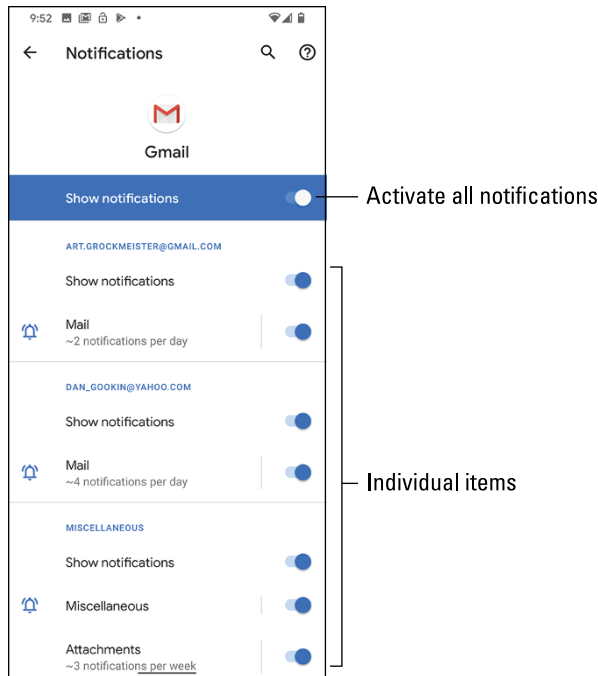 9:52
Notifications
Gmail
Show notifications
Activate all notifications
ART.GROCKMEISTER@GMAIL.COM
Show notifications
Mail
~2 notifications per day
DAN_GOOKIN@YAHOO.COM
Show notifications
Mail
~4 notifications per day
Individual items
MISCELLANEOUS
Show notifications
Miscellaneous
Attachments
~3 notifications per week